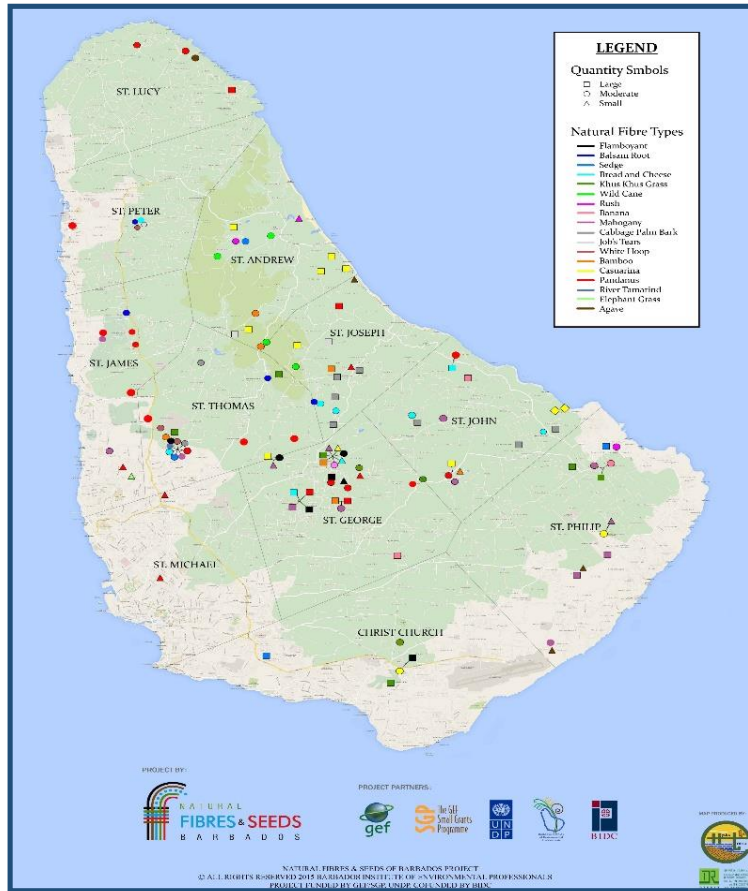 LEGEND
Quantity Smbols
Large
Moderate
Small
Natural Fibre Types
Flamboyant
Balsam Root
Sedge
Bread and Cheese
Khus Khus Grass
Wild Cane
Rush
Banana
Mahogany
Cabbage Palm Bark
Job's Tears
White Hoop
Bamboo
Casuarina
Pandanus
River Tamarind
Elephant Grass
Agave
ST. LUCY
ST. PETER
ST. ANDREW
ST. JOSEPH
ST. JAMES
ST. THOMAS
ST. JOHN
ST. GEORGE
ST. PHILIP
ST. MICHAEL
CHRIST CHURCH
PROJECT BY:
NATURAL
FIBRES & SEEDS
BARBADOS
PROJECT PARTNERS:
gef
SGP The GEF
Small Grants
Programme
U N
D P
BIDC
MAP PRODUCED BY
NATURAL FIBRES & SEEDS OF BARBADOS PROJECT
© ALL RIGHTS RESERVED 2015 BARBADOS INSTITUTE OF ENVIRONMENTAL PROFESSIONALS
PROJECT FUNDED BY GEF/SGP, UNDP, COFUNDED BY BIDC